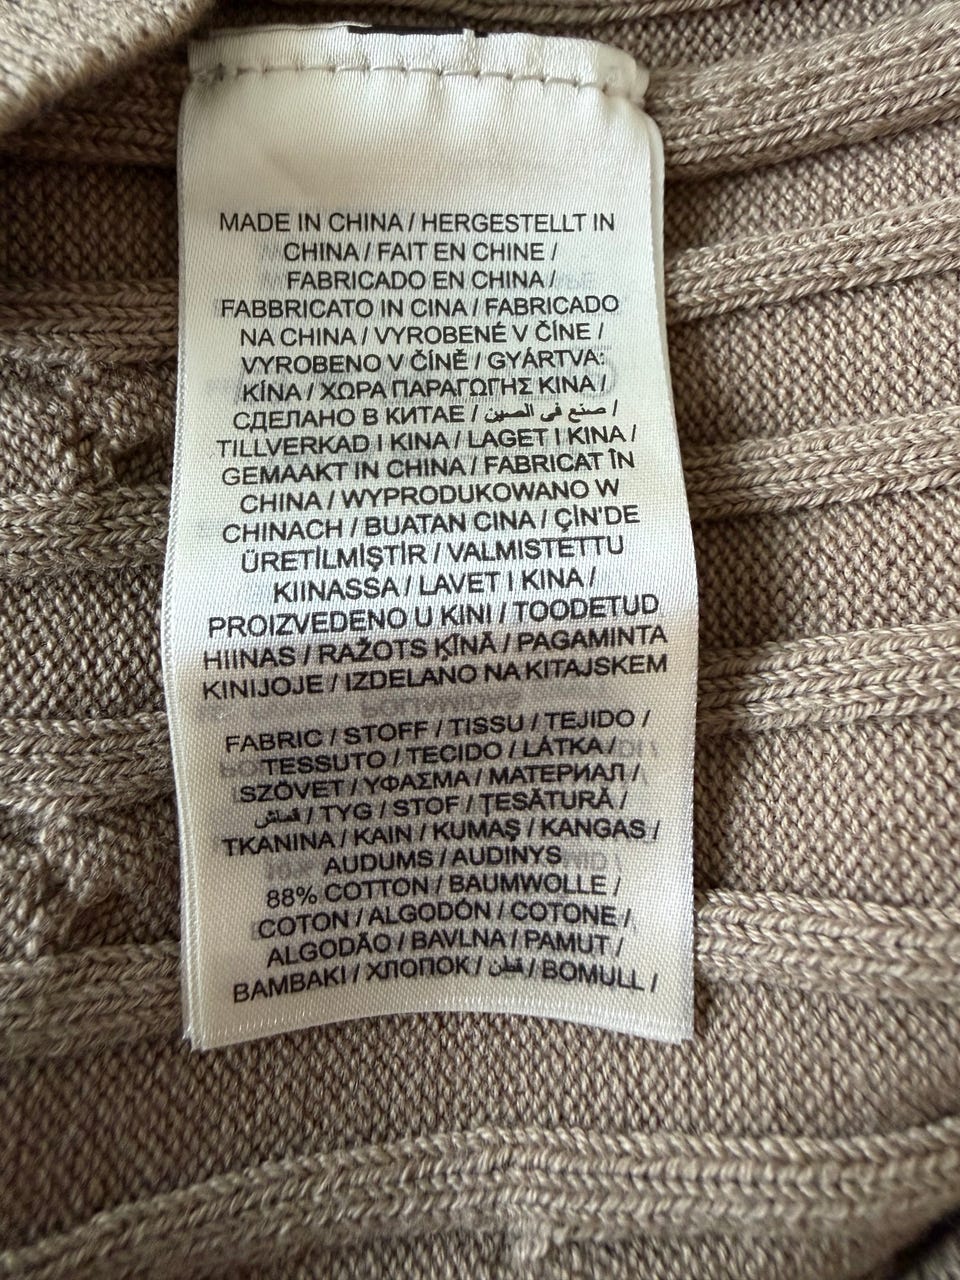 MADE IN CHINA / HERGESTELLT IN
CHINA / FAIT EN CHINE /
FABRICADO EN CHINA /
FABBRICATO IN CINA / FABRICADO
NA CHINA / VYROBENÉ V ČÍNE /
VYROBENO V ČÍNĚ / GYÁRTVA:
KÍNA / ΧΩΡΑ ΠΑΡΑΓΩΓΗΣ ΚΙΝΑ /
СДЕЛАНО В КИТАЕ / صنع في الصين /
TILLVERKAD I KINA / LAGET I KINA /
GEMAAKT IN CHINA / FABRICAT ÎN
CHINA / WYPRODUKOWANO W
CHINACH / BUATAN CINA / ÇİN'DE
ÜRETİLMİŞTİR / VALMISTETTU
KIINASSA / LAVET I KINA /
PROIZVEDENO U KINI / TOODETUD
HIINAS / RAŽOTS ĶĪNĀ / PAGAMINTA
KINIJOJE / IZDELANO NA KITAJSKEM
FABRIC / STOFF / TISSU / TEJIDO /
TESSUTO / TECIDO / LÁTKA /
SZÖVET / ΥΦΑΣΜΑ / МАТЕРИАЛ /
قماش / TYG / STOF / ȚESĂTURĂ /
TKANINA / KAIN / KUMAŞ / KANGAS /
AUDUMS / AUDINYS
88% COTTON / BAUMWOLLE /
COTON / ALGODÓN / COTONE /
ALGODÃO / BAVLNA / PAMUT /
BAMBAKI / ХЛОПОК / قطن / BOMULL /